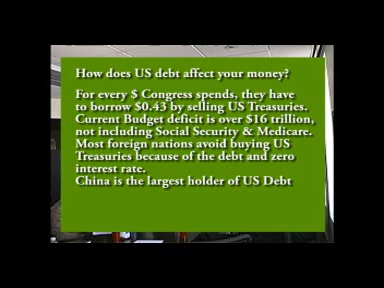 How does US debt affect your money?
For every $ Congress spends, they have
to borrow $0.43 by selling US Treasuries.
Current Budget deficit is over $16 trillion,
not including Social Security & Medicare.
Most foreign nations avoid buying US
Treasuries because of the debt and zero
interest rate.
China is the largest holder of US Debt